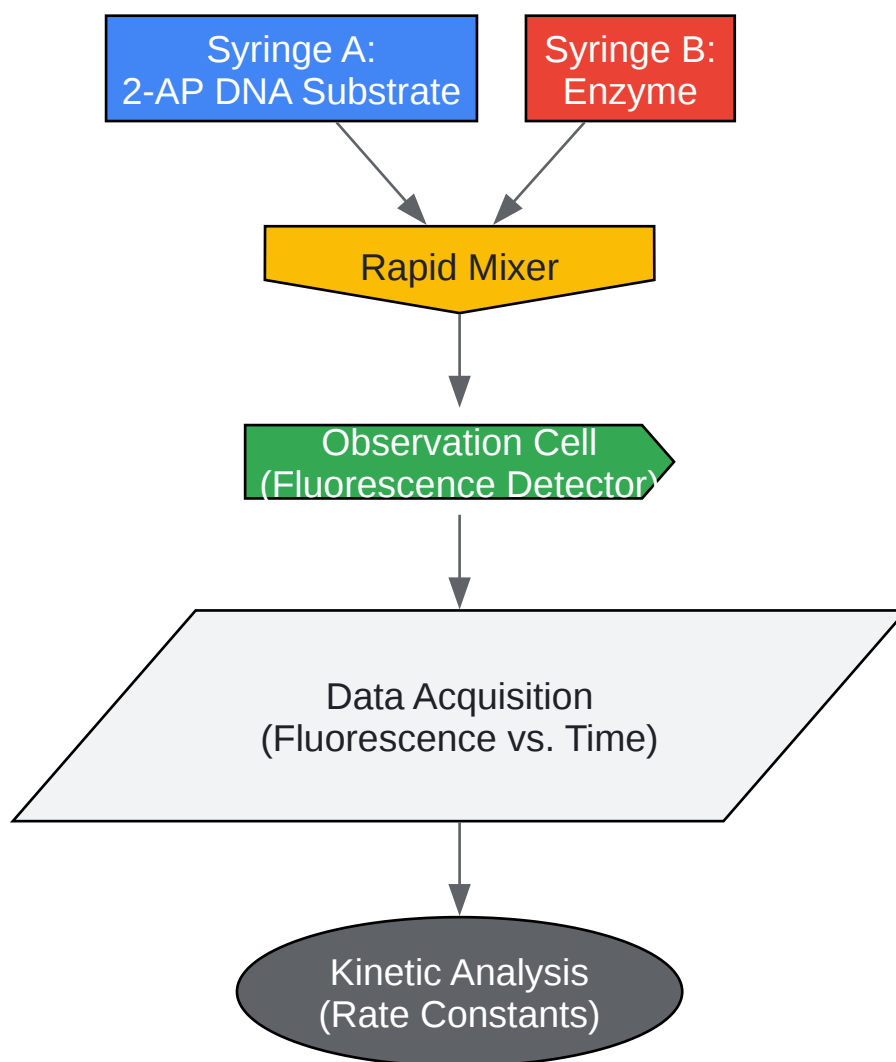 Syringe A:
2-AP DNA Substrate
Syringe B:
Enzyme
Rapid Mixer
Observation Cell
(Fluorescence Detector)
Data Acquisition
(Fluorescence vs. Time)
Kinetic Analysis
(Rate Constants)